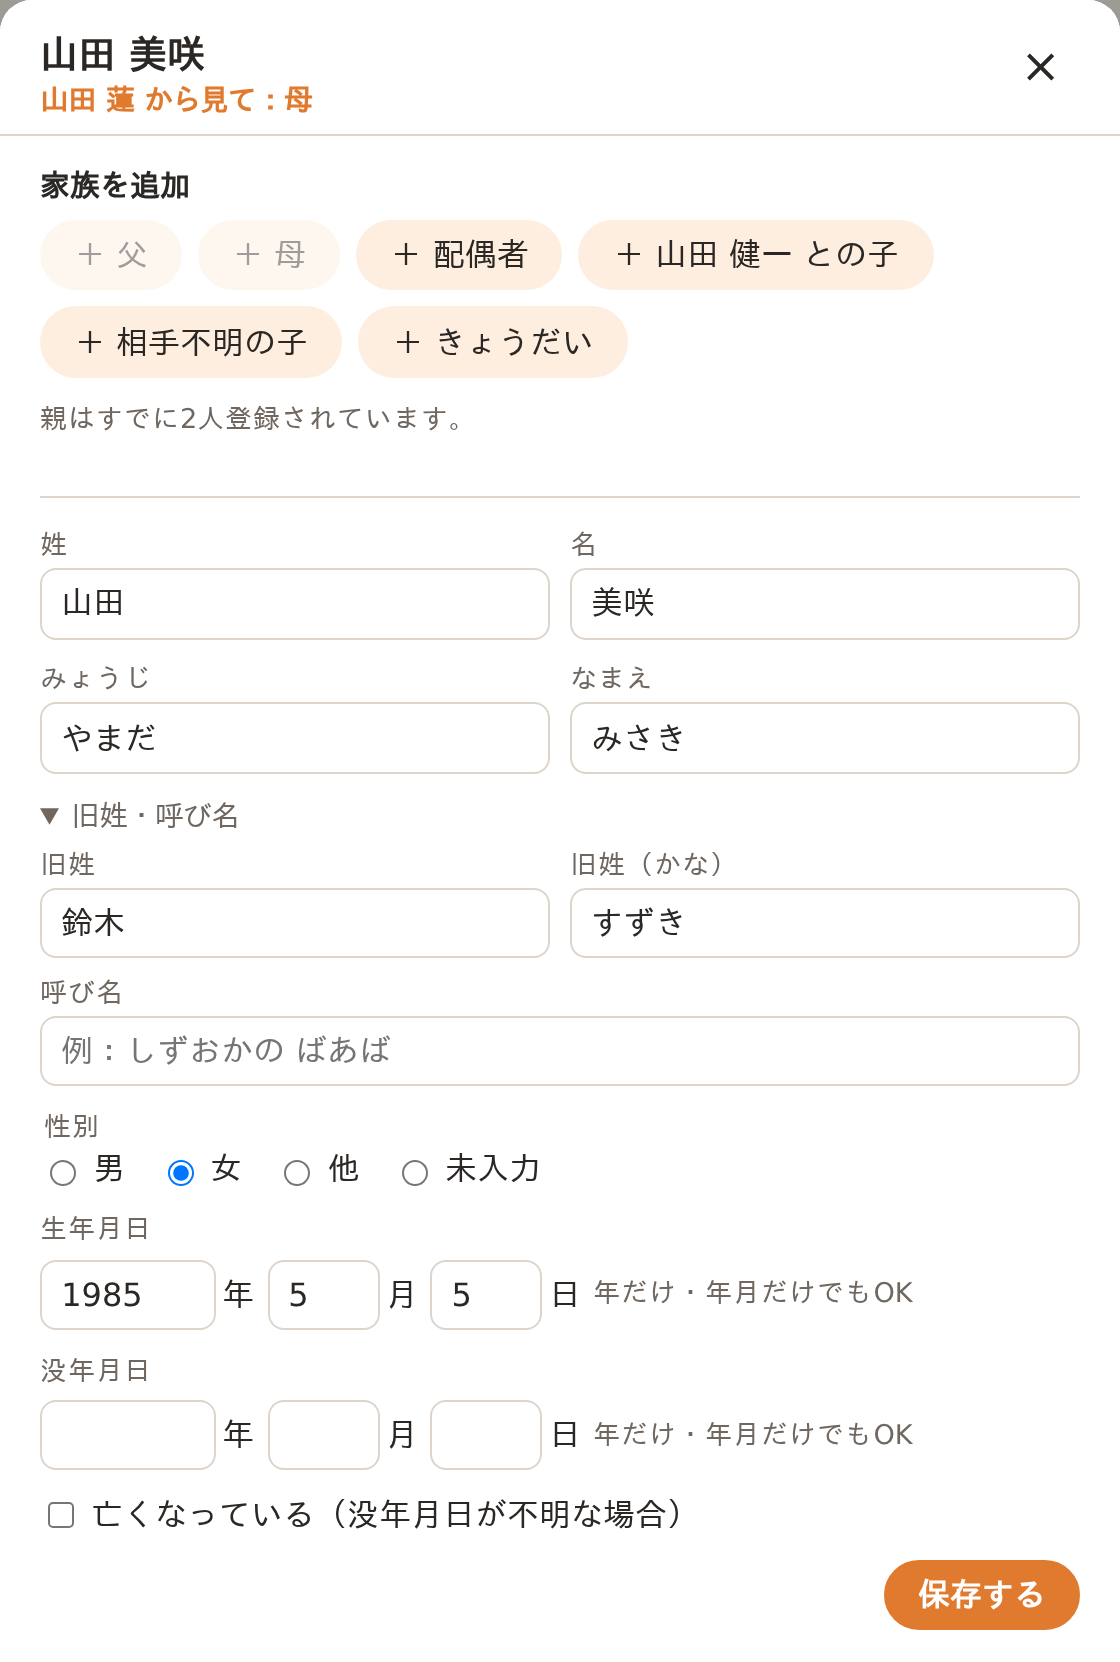 山田 美咲
山田 蓮 から見て：母
家族を追加
＋ 父 ＋ 母 ＋ 配偶者 ＋ 山田 健一 との子
＋ 相手不明の子 ＋ きょうだい
親はすでに2人登録されています。
姓 名
山田 美咲
みょうじ なまえ
やまだ みさき
▼ 旧姓・呼び名
旧姓 旧姓（かな）
鈴木 すずき
呼び名
例：しずおかの ばあば
性別
男 女 他 未入力
生年月日
1985 年 5 月 5 日 年だけ・年月だけでもOK
没年月日
年 月 日 年だけ・年月だけでもOK
亡くなっている（没年月日が不明な場合）
保存する